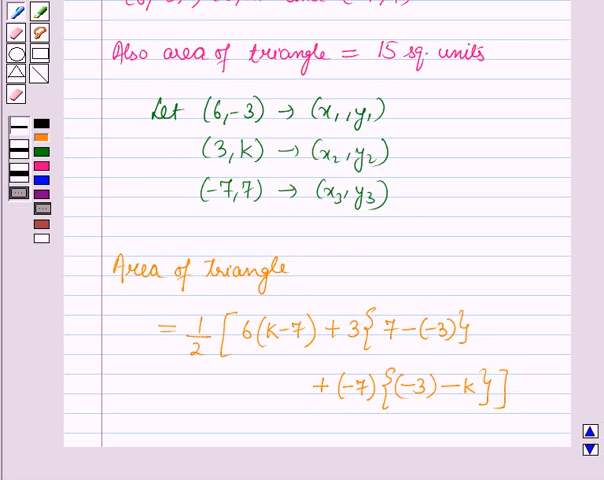 Also area of triangle = 15 sq. units
Let (6,-3) → (x₁,y₁)
(3,K) → (x₂,y₂)
(-7,7) → (x₃,y₃)
Area of triangle
= 1/2 [ 6(K-7) + 3{ 7-(-3)}
+ (-7){(-3) - K} ]